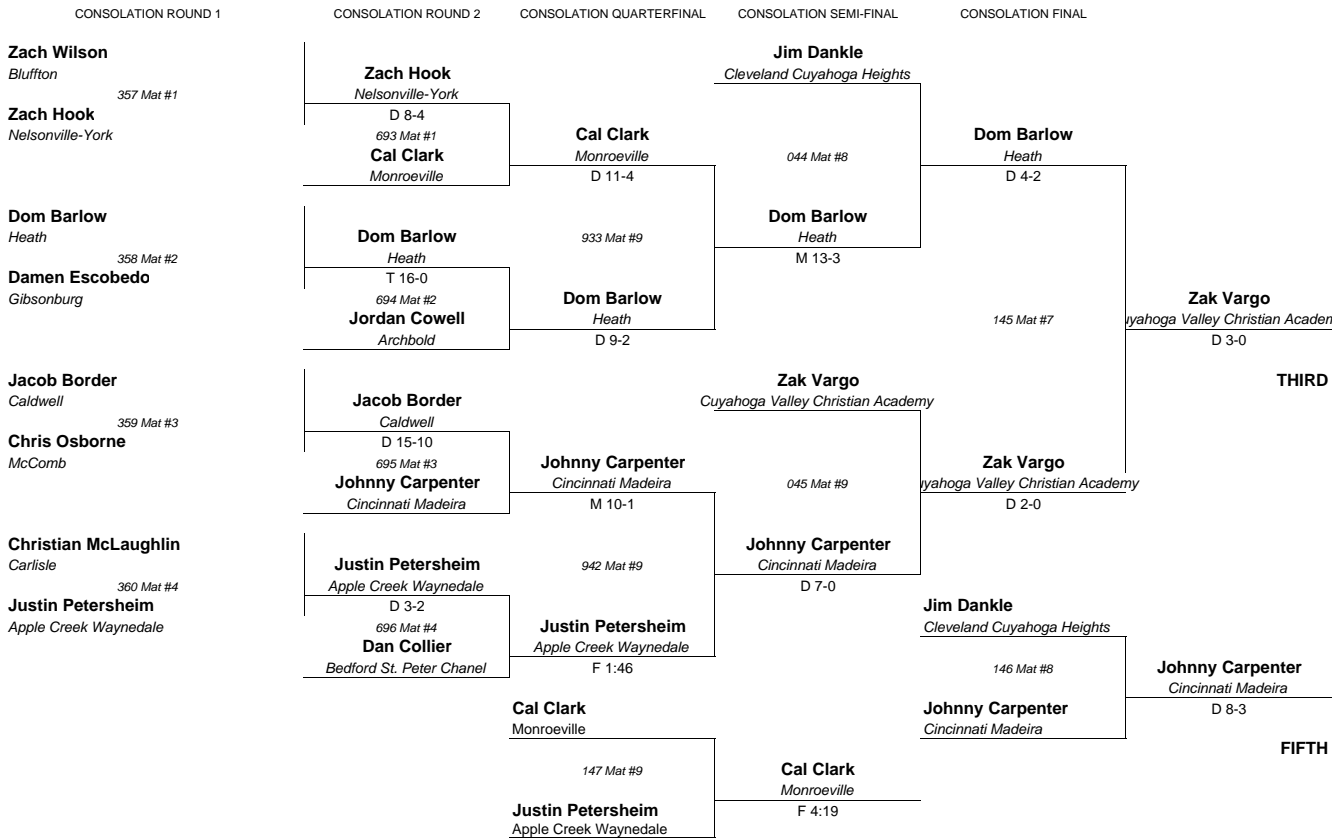 CONSOLATION ROUND 1
CONSOLATION ROUND 2
CONSOLATION QUARTERFINAL
CONSOLATION SEMI-FINAL
CONSOLATION FINAL
Zach Wilson
Bluffton
357 Mat #1
Zach Hook
Nelsonville-York
Dom Barlow
Heath
358 Mat #2
Damen Escobedo
Gibsonburg
Jacob Border
Caldwell
359 Mat #3
Chris Osborne
McComb
Christian McLaughlin
Carlisle
360 Mat #4
Justin Petersheim
Apple Creek Waynedale
Zach Hook
Nelsonville-York
D 8-4
693 Mat #1
Cal Clark
Monroeville
Dom Barlow
Heath
T 16-0
694 Mat #2
Jordan Cowell
Archbold
Jacob Border
Caldwell
D 15-10
695 Mat #3
Johnny Carpenter
Cincinnati Madeira
Justin Petersheim
Apple Creek Waynedale
D 3-2
696 Mat #4
Dan Collier
Bedford St. Peter Chanel
Cal Clark
Monroeville
D 11-4
933 Mat #9
Dom Barlow
Heath
D 9-2
Johnny Carpenter
Cincinnati Madeira
M 10-1
942 Mat #9
Justin Petersheim
Apple Creek Waynedale
F 1:46
Cal Clark
Monroeville
147 Mat #9
Justin Petersheim
Apple Creek Waynedale
Jim Dankle
Cleveland Cuyahoga Heights
044 Mat #8
Dom Barlow
Heath
M 13-3
Zak Vargo
Cuyahoga Valley Christian Academy
045 Mat #9
Johnny Carpenter
Cincinnati Madeira
D 7-0
Cal Clark
Monroeville
F 4:19
Dom Barlow
Heath
D 4-2
145 Mat #7
Zak Vargo
yahoga Valley Christian Academy
D 2-0
Jim Dankle
Cleveland Cuyahoga Heights
146 Mat #8
Johnny Carpenter
Cincinnati Madeira
Zak Vargo
uyahoga Valley Christian Academ
D 3-0
THIRD
Johnny Carpenter
Cincinnati Madeira
D 8-3
FIFTH